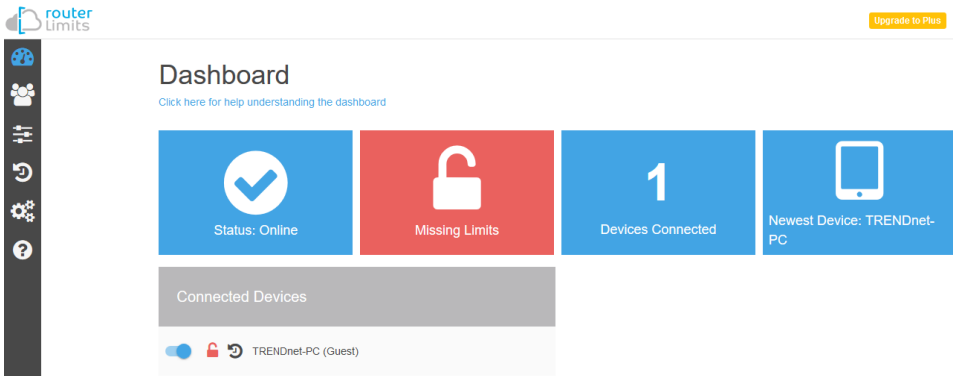 router
Limits
Upgrade to Plus
Dashboard
Click here for help understanding the dashboard
Status: Online
Missing Limits
1
Devices Connected
Newest Device: TRENDnet-
PC
Connected Devices
TRENDnet-PC (Guest)